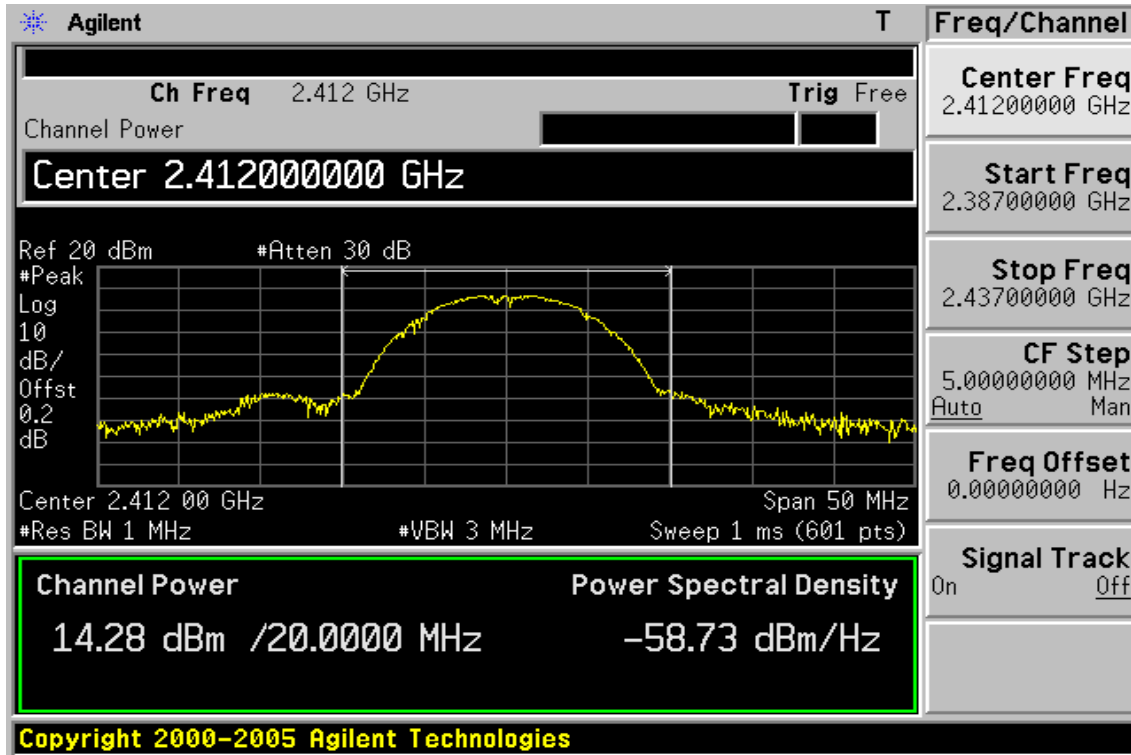 Agilent T
Freq/Channel
Ch Freq 2.412 GHz Trig Free
Channel Power
Center 2.412000000 GHz
Ref 20 dBm #Atten 30 dB
#Peak
Log
10
dB/
Offst
0.2
dB
Center 2.412 00 GHz Span 50 MHz
#Res BW 1 MHz #VBW 3 MHz Sweep 1 ms (601 pts)
Channel Power Power Spectral Density
14.28 dBm /20.0000 MHz -58.73 dBm/Hz
Center Freq
2.41200000 GHz
Start Freq
2.38700000 GHz
Stop Freq
2.43700000 GHz
CF Step
5.00000000 MHz
Auto Man
Freq Offset
0.00000000 Hz
Signal Track
On Off
Copyright 2000-2005 Agilent Technologies